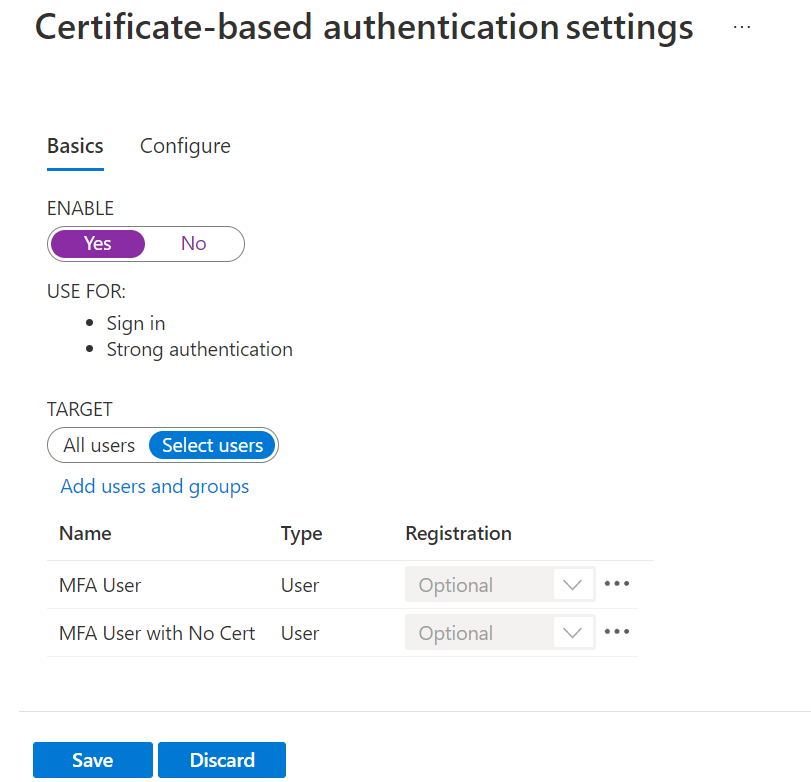 Certificate-based authentication settings ...
Basics Configure
ENABLE
Yes No
USE FOR:
• Sign in
• Strong authentication
TARGET
All users Select users
Add users and groups
Name Type Registration
MFA User User Optional •••
MFA User with No Cert User Optional •••
Save Discard